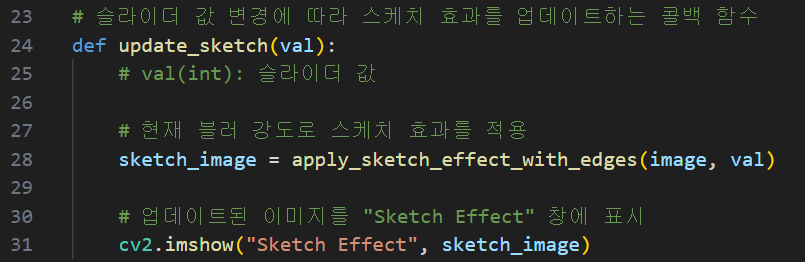 23 # 슬라이더 값 변경에 따라 스케치 효과를 업데이트하는 콜백 함수
24 def update_sketch(val):
25     # val(int): 슬라이더 값
26
27     # 현재 블러 강도로 스케치 효과를 적용
28     sketch_image = apply_sketch_effect_with_edges(image, val)
29
30     # 업데이트된 이미지를 "Sketch Effect" 창에 표시
31     cv2.imshow("Sketch Effect", sketch_image)